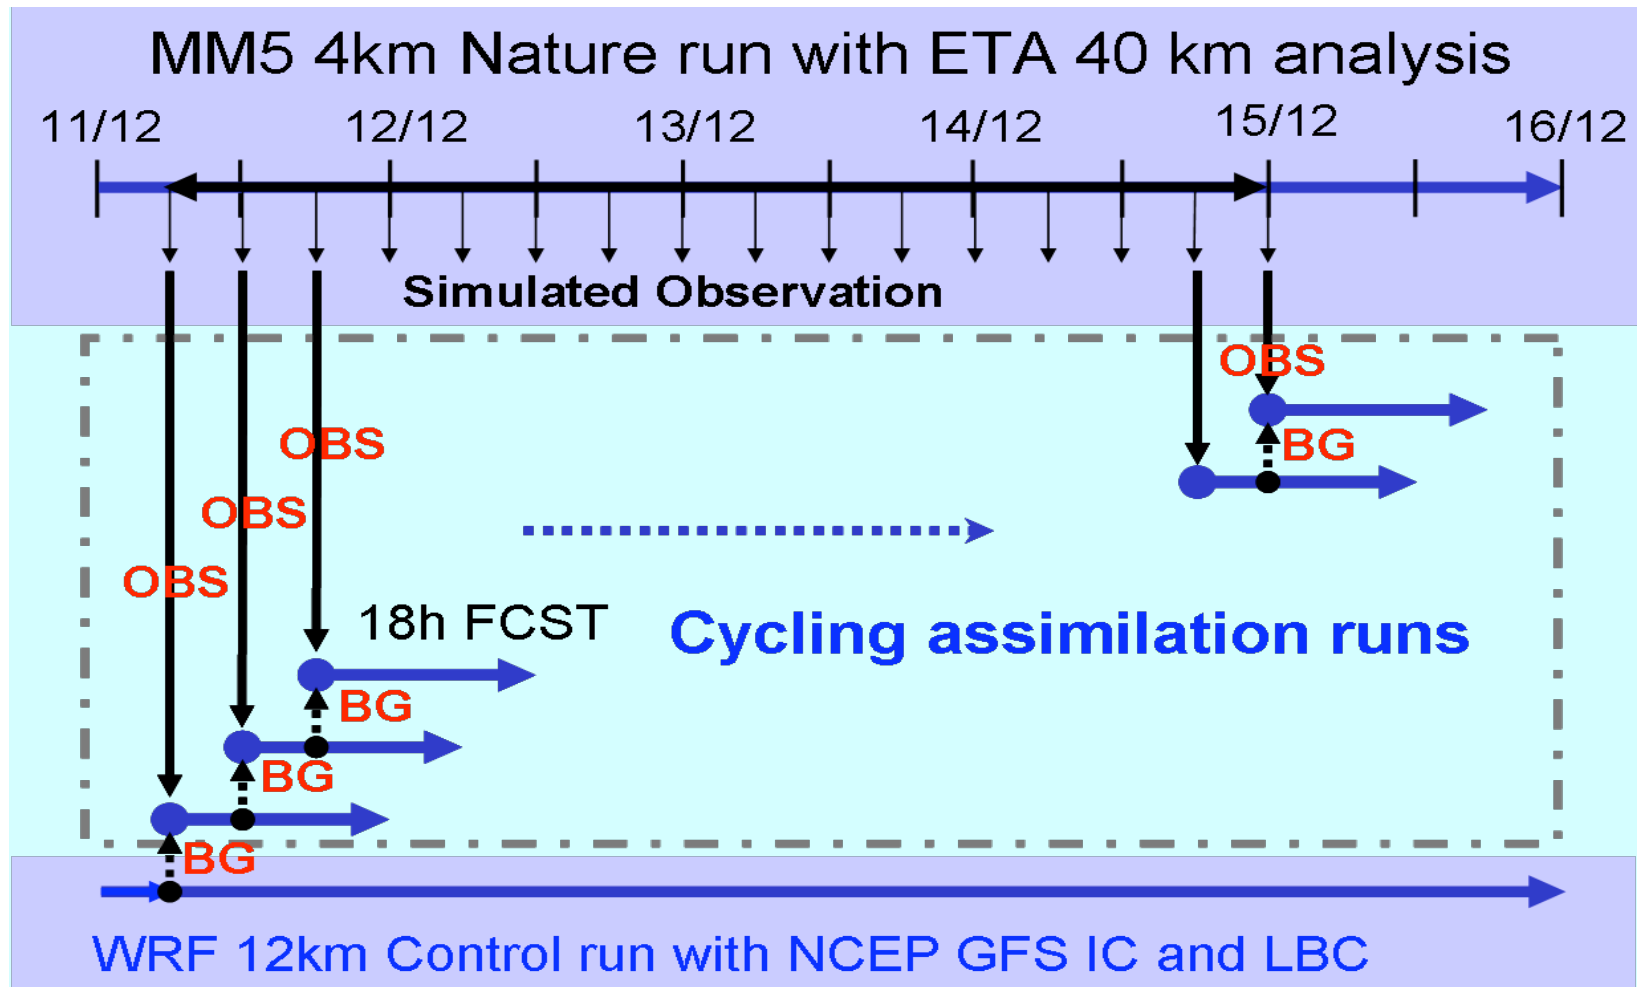 MM5 4km Nature run with ETA 40 km analysis
11/12 12/12 13/12 14/12 15/12 16/12
Simulated Observation
OBS
OBS
BG
OBS
OBS
18h FCST
Cycling assimilation runs
BG
BG
BG
WRF 12km Control run with NCEP GFS IC and LBC